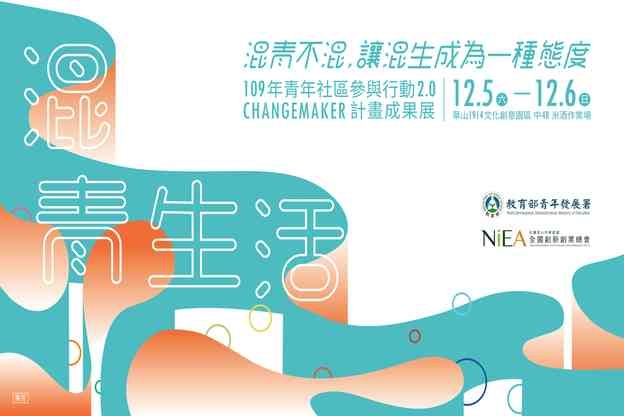 混青不混,讓混生成為一種態度
109年青年社區參與行動2.0
CHANGEMAKER 計畫成果展
12.5六—12.6日
華山1914文化創意園區 中4B 米酒作業場
混
青生活
教育部青年發展署
NiEA
全國創新創業總會